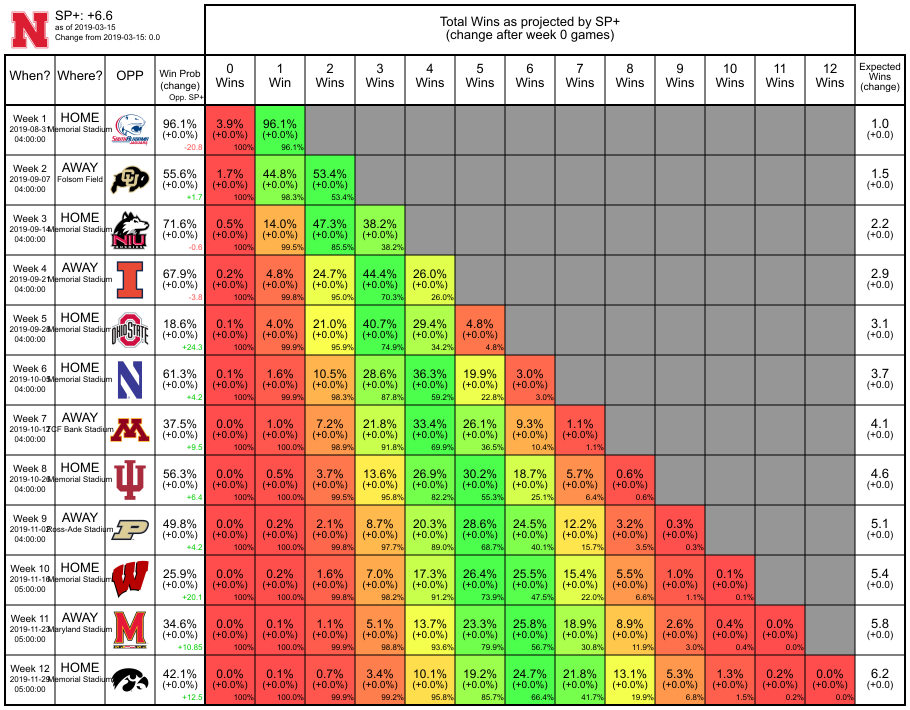 SP+: +6.6
as of 2019-03-15
Change from 2019-03-15: 0.0
Total Wins as projected by SP+
(change after week 0 games)
When? Where? OPP Win Prob (change) Opp. SP+ 0 Wins 1 Win 2 Wins 3 Wins 4 Wins 5 Wins 6 Wins 7 Wins 8 Wins 9 Wins 10 Wins 11 Wins 12 Wins Expected Wins (change)
Week 1 HOME 96.1% 3.9% 96.1% 1.0
2019-08-31 Memorial Stadium SOUTH ALABAMA JAGUARS (+0.0%) (+0.0%) (+0.0%) (+0.0)
04:00:00 -20.8 100% 96.1%
Week 2 AWAY CU 55.6% 1.7% 44.8% 53.4% 1.5
2019-09-07 Folsom Field (+0.0%) (+0.0%) (+0.0%) (+0.0%) (+0.0)
04:00:00 +1.7 100% 98.3% 53.4%
Week 3 HOME 71.6% 0.5% 14.0% 47.3% 38.2% 2.2
2019-09-14 Memorial Stadium NIU (+0.0%) (+0.0%) (+0.0%) (+0.0%) (+0.0%) (+0.0)
04:00:00 -0.6 100% 99.5% 85.5% 38.2%
Week 4 AWAY I 67.9% 0.2% 4.8% 24.7% 44.4% 26.0% 2.9
2019-09-21 Memorial Stadium (+0.0%) (+0.0%) (+0.0%) (+0.0%) (+0.0%) (+0.0%) (+0.0)
04:00:00 -3.8 100% 99.8% 95.0% 70.3% 26.0%
Week 5 HOME 18.6% 0.1% 4.0% 21.0% 40.7% 29.4% 4.8% 3.1
2019-09-28 Memorial Stadium OHIO STATE (+0.0%) (+0.0%) (+0.0%) (+0.0%) (+0.0%) (+0.0%) (+0.0%) (+0.0)
04:00:00 +24.3 100% 99.9% 95.9% 74.9% 34.2% 4.8%
Week 6 HOME N 61.3% 0.1% 1.6% 10.5% 28.6% 36.3% 19.9% 3.0% 3.7
2019-10-05 Memorial Stadium (+0.0%) (+0.0%) (+0.0%) (+0.0%) (+0.0%) (+0.0%) (+0.0%) (+0.0%) (+0.0)
04:00:00 +4.2 100% 99.9% 98.3% 87.8% 59.2% 22.8% 3.0%
Week 7 AWAY M 37.5% 0.0% 1.0% 7.2% 21.8% 33.4% 26.1% 9.3% 1.1% 4.1
2019-10-12 TCF Bank Stadium (+0.0%) (+0.0%) (+0.0%) (+0.0%) (+0.0%) (+0.0%) (+0.0%) (+0.0%) (+0.0%) (+0.0)
04:00:00 +9.5 100% 100.0% 98.9% 91.8% 69.9% 36.5% 10.4% 1.1%
Week 8 HOME IU 56.3% 0.0% 0.5% 3.7% 13.6% 26.9% 30.2% 18.7% 5.7% 0.6% 4.6
2019-10-26 Memorial Stadium (+0.0%) (+0.0%) (+0.0%) (+0.0%) (+0.0%) (+0.0%) (+0.0%) (+0.0%) (+0.0%) (+0.0%) (+0.0)
04:00:00 +6.4 100% 100.0% 99.5% 95.8% 82.2% 55.3% 25.1% 6.4% 0.6%
Week 9 AWAY P 49.8% 0.0% 0.2% 2.1% 8.7% 20.3% 28.6% 24.5% 12.2% 3.2% 0.3% 5.1
2019-11-02 Ross-Ade Stadium (+0.0%) (+0.0%) (+0.0%) (+0.0%) (+0.0%) (+0.0%) (+0.0%) (+0.0%) (+0.0%) (+0.0%) (+0.0%) (+0.0)
04:00:00 +4.2 100% 100.0% 99.8% 97.7% 89.0% 68.7% 40.1% 15.7% 3.5% 0.3%
Week 10 HOME W 25.9% 0.0% 0.2% 1.6% 7.0% 17.3% 26.4% 25.5% 15.4% 5.5% 1.0% 0.1% 5.4
2019-11-16 Memorial Stadium (+0.0%) (+0.0%) (+0.0%) (+0.0%) (+0.0%) (+0.0%) (+0.0%) (+0.0%) (+0.0%) (+0.0%) (+0.0%) (+0.0%) (+0.0)
05:00:00 +20.1 100% 100.0% 99.8% 98.2% 91.2% 73.9% 47.5% 22.0% 6.6% 1.1% 0.1%
Week 11 AWAY M 34.6% 0.0% 0.1% 1.1% 5.1% 13.7% 23.3% 25.8% 18.9% 8.9% 2.6% 0.4% 0.0% 5.8
2019-11-23 Maryland Stadium (+0.0%) (+0.0%) (+0.0%) (+0.0%) (+0.0%) (+0.0%) (+0.0%) (+0.0%) (+0.0%) (+0.0%) (+0.0%) (+0.0%) (+0.0%) (+0.0)
05:00:00 +10.85 100% 100.0% 99.9% 98.8% 93.6% 79.9% 56.7% 30.8% 11.9% 3.0% 0.4% 0.0%
Week 12 HOME 42.1% 0.0% 0.1% 0.7% 3.4% 10.1% 19.2% 24.7% 21.8% 13.1% 5.3% 1.3% 0.2% 0.0% 6.2
2019-11-29 Memorial Stadium (+0.0%) (+0.0%) (+0.0%) (+0.0%) (+0.0%) (+0.0%) (+0.0%) (+0.0%) (+0.0%) (+0.0%) (+0.0%) (+0.0%) (+0.0%) (+0.0%) (+0.0)
05:00:00 +12.5 100% 100.0% 99.9% 99.2% 95.8% 85.7% 66.4% 41.7% 19.9% 6.8% 1.5% 0.2% 0.0%